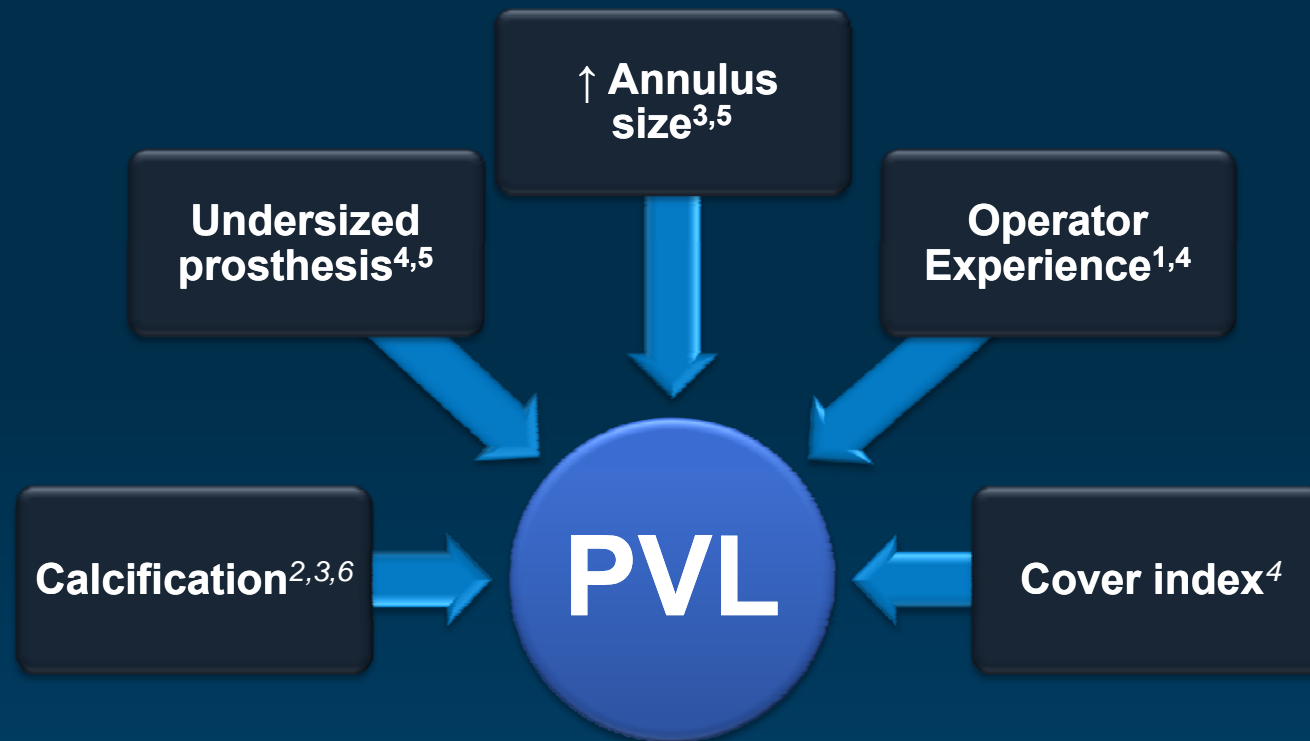 ↑ Annulus
size3,5
Undersized
prosthesis4,5
Operator
Experience1,4
Calcification2,3,6
PVL
Cover index4